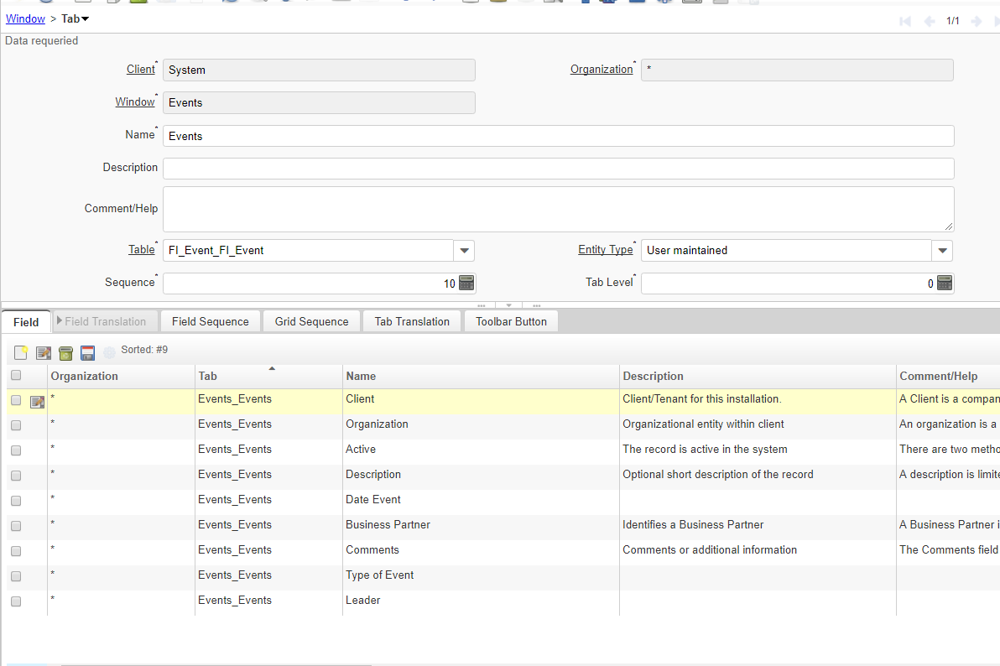 Window > Tab
1/1
Data requeried
Client* System
Organization* *
Window* Events
Name* Events
Description
Comment/Help
Table* FI_Event_FI_Event
Entity Type* User maintained
Sequence* 10
Tab Level* 0
Field Field Translation Field Sequence Grid Sequence Tab Translation Toolbar Button
Sorted: #9
Organization Tab Name Description Comment/Help
* Events_Events Client Client/Tenant for this installation. A Client is a compan
* Events_Events Organization Organizational entity within client An organization is a
* Events_Events Active The record is active in the system There are two metho
* Events_Events Description Optional short description of the record A description is limite
* Events_Events Date Event
* Events_Events Business Partner Identifies a Business Partner A Business Partner i
* Events_Events Comments Comments or additional information The Comments field
* Events_Events Type of Event
* Events_Events Leader